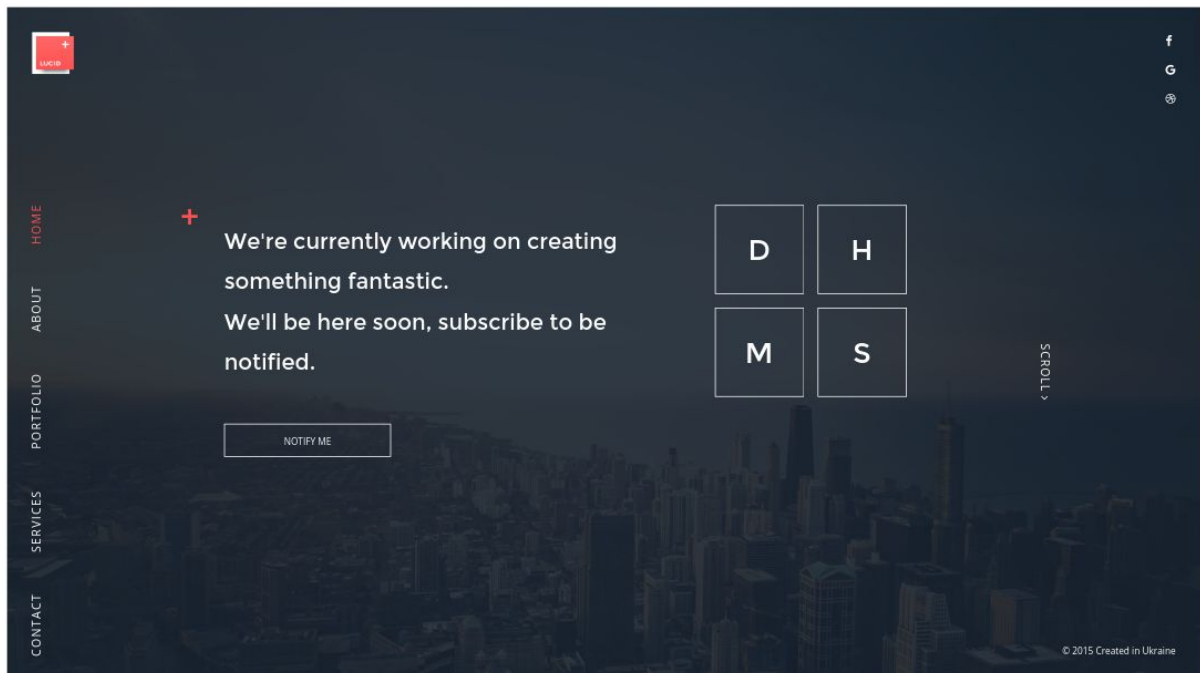 LUCID
HOME
ABOUT
PORTFOLIO
SERVICES
CONTACT
We're currently working on creating
something fantastic.
We'll be here soon, subscribe to be
notified.
NOTIFY ME
D
H
M
S
SCROLL >
© 2015 Created in Ukraine